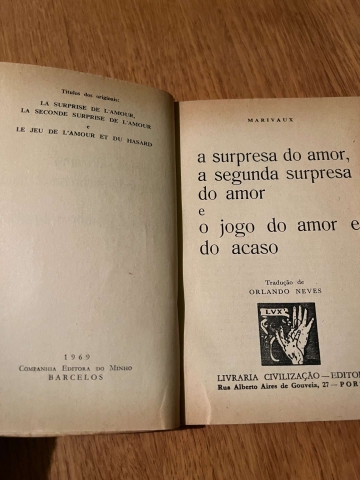 Títulos dos originais:
LA SURPRISE DE L'AMOUR,
LA SECONDE SURPRISE DE L'AMOUR
e
LE JEU DE L'AMOUR ET DU HASARD
1969
COMPANHIA EDITORA DO MINHO
BARCELOS
MARIVAUX
a surpresa do amor,
a segunda surpresa
do amor
e
o jogo do amor e
do acaso
Tradução de
ORLANDO NEVES
LVX
LIVRARIA CIVILIZAÇÃO—EDITO
Rua Alberto Aires de Gouveia, 27 — POR